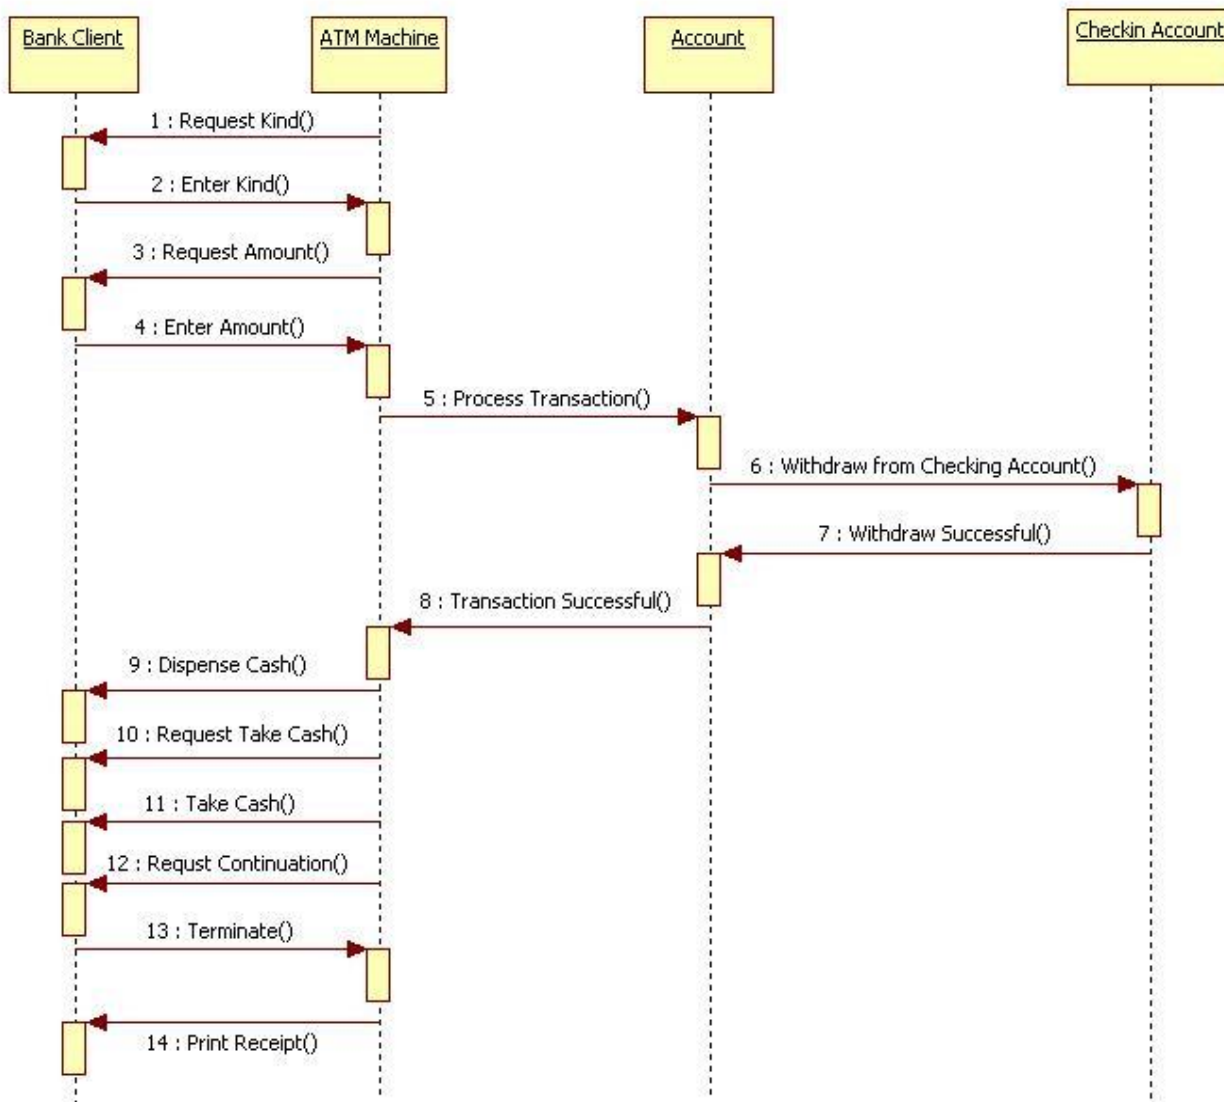 Bank Client
ATM Machine
Account
Checkin Account
1 : Request Kind()
2 : Enter Kind()
3 : Request Amount()
4 : Enter Amount()
5 : Process Transaction()
6 : Withdraw from Checking Account()
7 : Withdraw Successful()
8 : Transaction Successful()
9 : Dispense Cash()
10 : Request Take Cash()
11 : Take Cash()
12 : Requst Continuation()
13 : Terminate()
14 : Print Receipt()